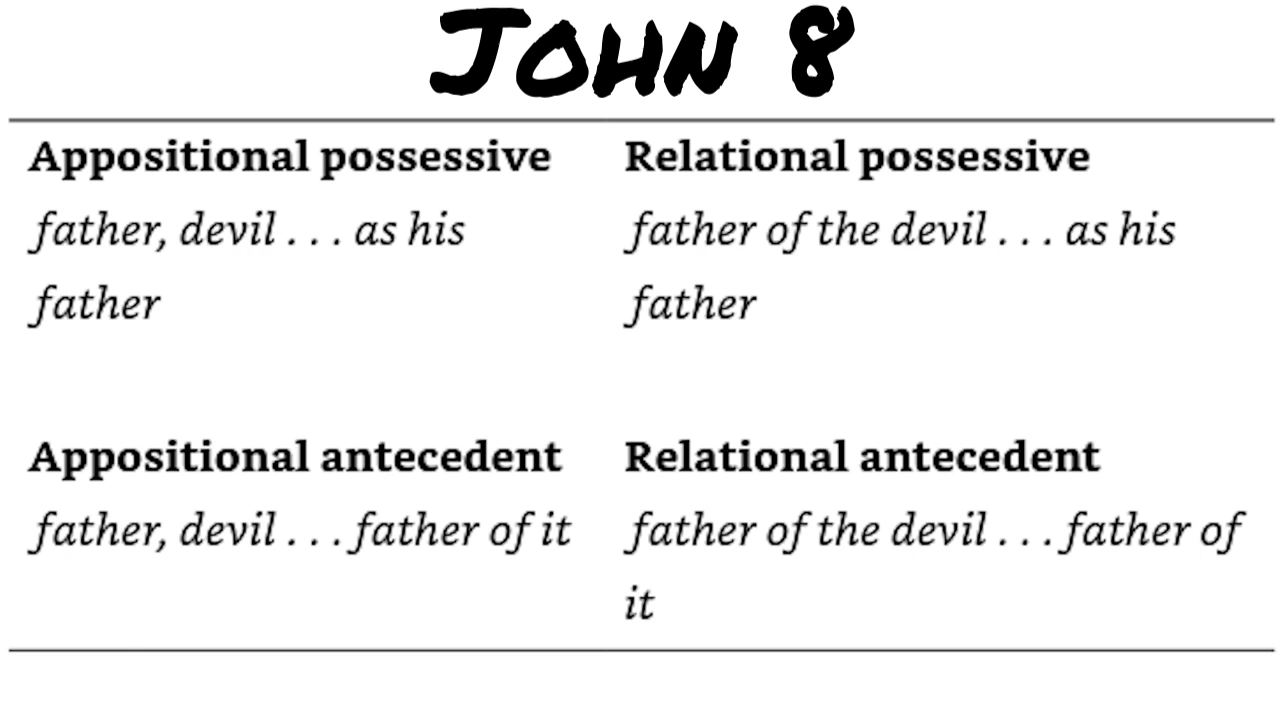 JOHN 8
Appositional possessive
father, devil . . . as his
father
Relational possessive
father of the devil . . . as his
father
Appositional antecedent
father, devil . . . father of it
Relational antecedent
father of the devil . . . father of
it